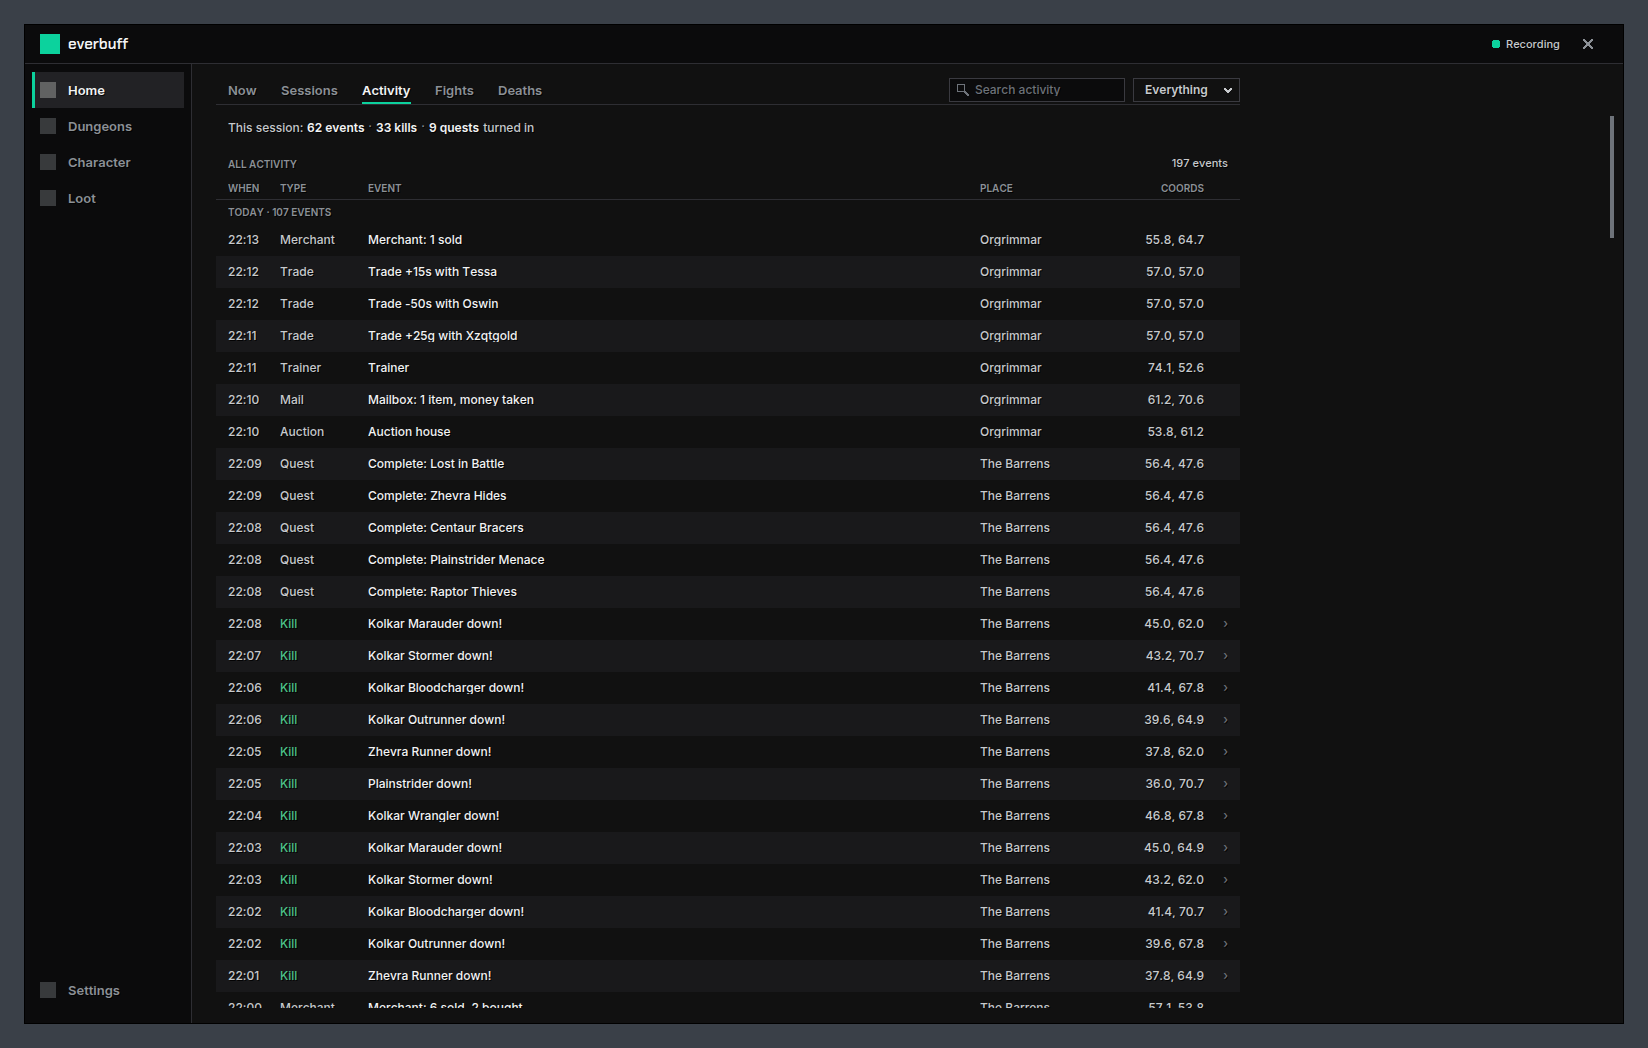 everbuff
Recording
Home
Dungeons
Character
Loot
Settings
Now Sessions Activity Fights Deaths
Search activity
Everything
This session: 62 events · 33 kills · 9 quests turned in
ALL ACTIVITY 197 events
WHEN TYPE EVENT PLACE COORDS
TODAY · 107 EVENTS
22:13 Merchant Merchant: 1 sold Orgrimmar 55.8, 64.7
22:12 Trade Trade +15s with Tessa Orgrimmar 57.0, 57.0
22:12 Trade Trade -50s with Oswin Orgrimmar 57.0, 57.0
22:11 Trade Trade +25g with Xzqtgold Orgrimmar 57.0, 57.0
22:11 Trainer Trainer Orgrimmar 74.1, 52.6
22:10 Mail Mailbox: 1 item, money taken Orgrimmar 61.2, 70.6
22:10 Auction Auction house Orgrimmar 53.8, 61.2
22:09 Quest Complete: Lost in Battle The Barrens 56.4, 47.6
22:09 Quest Complete: Zhevra Hides The Barrens 56.4, 47.6
22:08 Quest Complete: Centaur Bracers The Barrens 56.4, 47.6
22:08 Quest Complete: Plainstrider Menace The Barrens 56.4, 47.6
22:08 Quest Complete: Raptor Thieves The Barrens 56.4, 47.6
22:08 Kill Kolkar Marauder down! The Barrens 45.0, 62.0 ›
22:07 Kill Kolkar Stormer down! The Barrens 43.2, 70.7 ›
22:06 Kill Kolkar Bloodcharger down! The Barrens 41.4, 67.8 ›
22:06 Kill Kolkar Outrunner down! The Barrens 39.6, 64.9 ›
22:05 Kill Zhevra Runner down! The Barrens 37.8, 62.0 ›
22:05 Kill Plainstrider down! The Barrens 36.0, 70.7 ›
22:04 Kill Kolkar Wrangler down! The Barrens 46.8, 67.8 ›
22:03 Kill Kolkar Marauder down! The Barrens 45.0, 64.9 ›
22:03 Kill Kolkar Stormer down! The Barrens 43.2, 62.0 ›
22:02 Kill Kolkar Bloodcharger down! The Barrens 41.4, 70.7 ›
22:02 Kill Kolkar Outrunner down! The Barrens 39.6, 67.8 ›
22:01 Kill Zhevra Runner down! The Barrens 37.8, 64.9 ›
22:00 Merchant Merchant: 6 sold, 2 bought The Barrens 57.1, 53.8